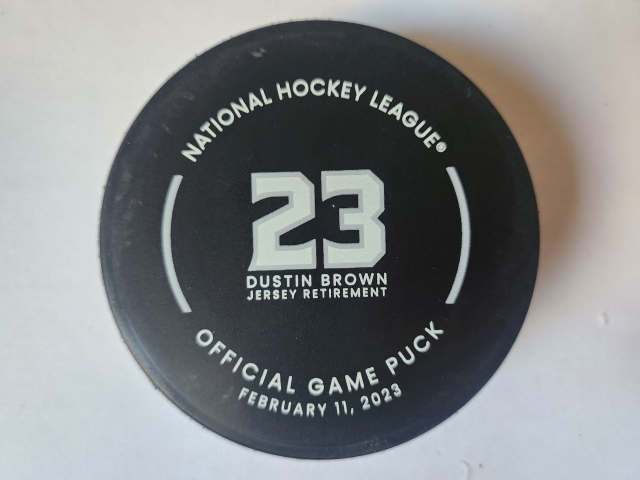 NATIONAL HOCKEY LEAGUE®
23
DUSTIN BROWN
JERSEY RETIREMENT
OFFICIAL GAME PUCK
FEBRUARY 11, 2023